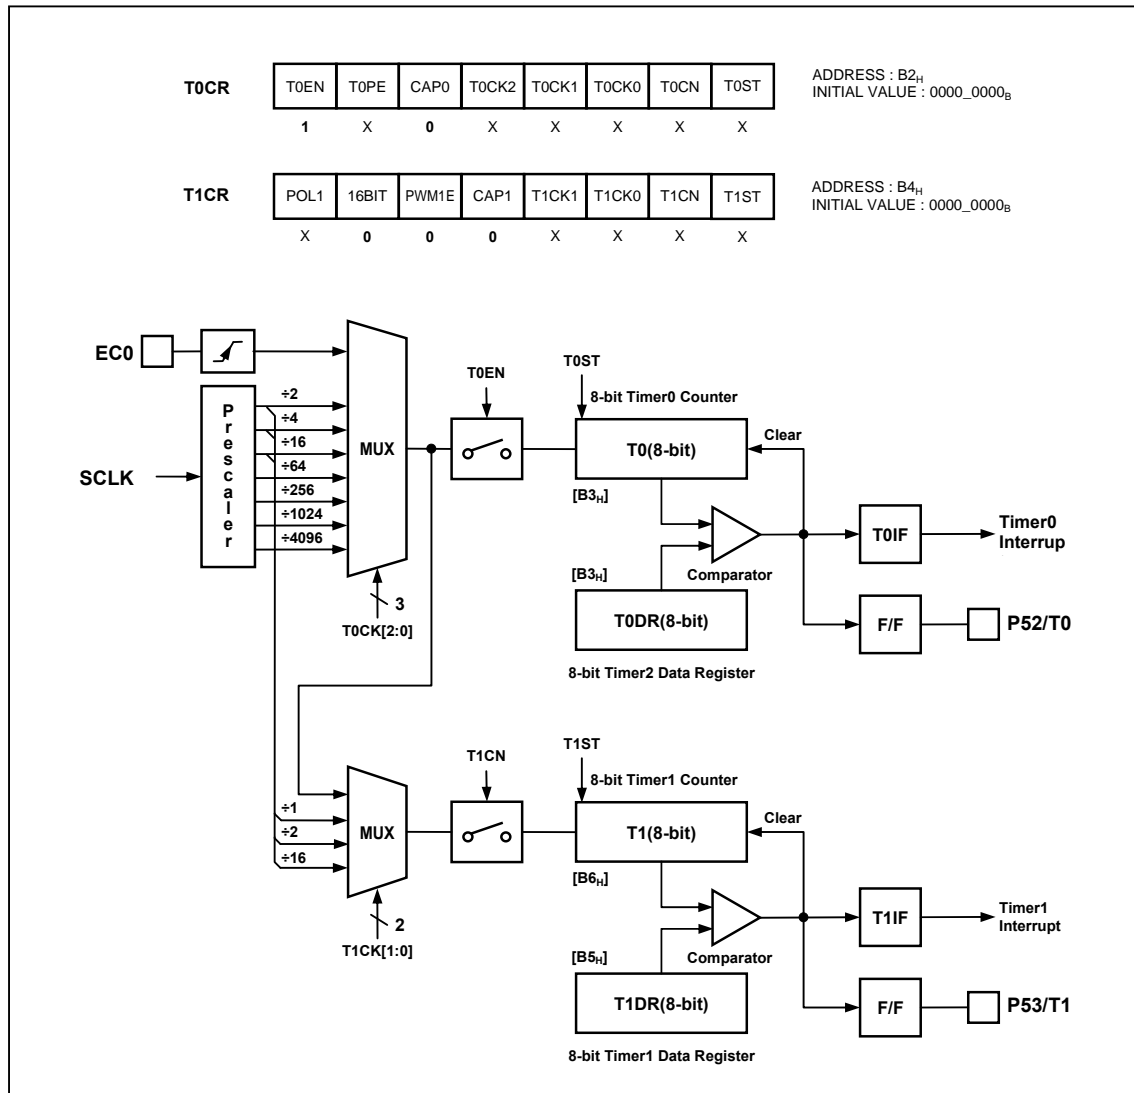 T0CR T0EN T0PE CAP0 T0CK2 T0CK1 T0CK0 T0CN T0ST
ADDRESS : B2H
INITIAL VALUE : 0000_0000B
1 X 0 X X X X X
T1CR POL1 16BIT PWM1E CAP1 T1CK1 T1CK0 T1CN T1ST
ADDRESS : B4H
INITIAL VALUE : 0000_0000B
X 0 0 0 X X X X
EC0
SCLK
Prescaler
÷2
÷4
÷16
÷64
÷256
÷1024
÷4096
MUX
3
T0CK[2:0]
T0EN
T0ST
8-bit Timer0 Counter
T0(8-bit)
Clear
[B3H]
Comparator
[B3H]
T0DR(8-bit)
8-bit Timer2 Data Register
T0IF
Timer0
Interrup
F/F
P52/T0
÷1
÷2
÷16
MUX
2
T1CK[1:0]
T1CN
T1ST
8-bit Timer1 Counter
T1(8-bit)
Clear
[B6H]
Comparator
[B5H]
T1DR(8-bit)
8-bit Timer1 Data Register
T1IF
Timer1
Interrupt
F/F
P53/T1